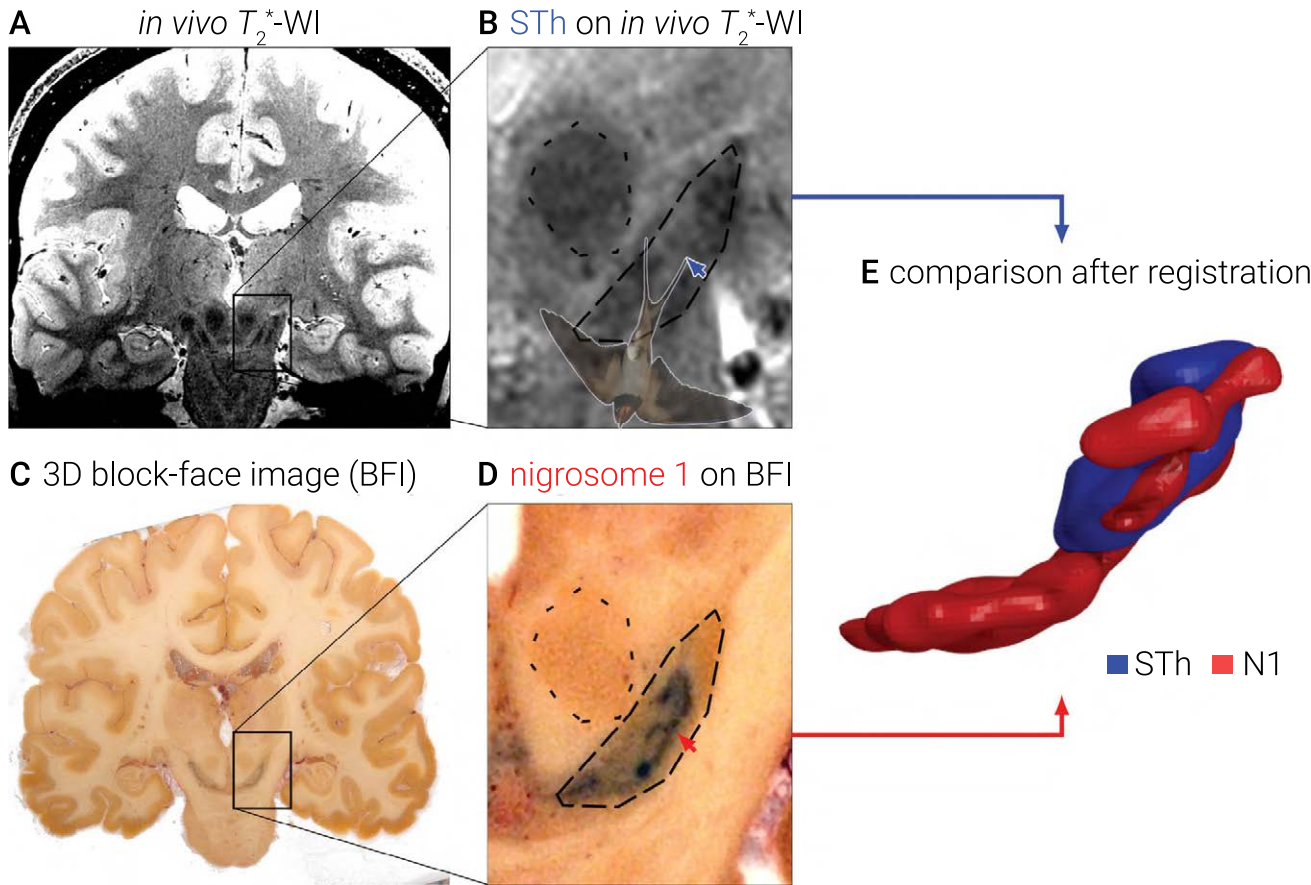 A in vivo T₂*-WI
B STh on in vivo T₂*-WI
C 3D block-face image (BFI)
D nigrosome 1 on BFI
E comparison after registration
STh N1